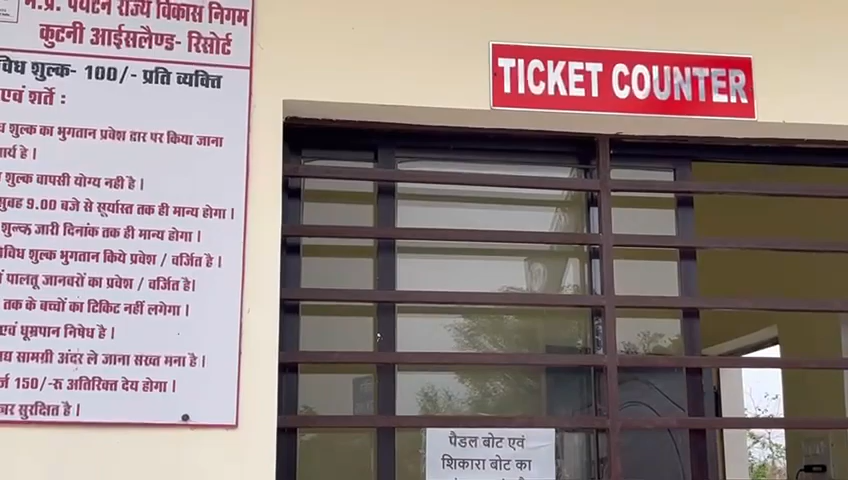 म.प्र. पर्यटन राज्य विकास निगम
कुटनी आईसलैण्ड- रिसोर्ट
शुल्क- 100/- प्रति व्यक्ति
एवं शर्ते :
शुल्क का भुगतान प्रवेश द्वार पर किया जाना
है।
शुल्क वापसी योग्य नही है।
सुबह 9.00 बजे से सूर्यास्त तक ही मान्य होगा।
शुल्क जारी दिनांक तक ही मान्य होगा।
शुल्क भुगतान किये प्रवेश / वर्जित है।
पालतू जानवरों का प्रवेश / वर्जित है।
तक के बच्चों का टिकिट नहीं लगेगा।
एवं धूम्रपान निषेध है।
सामग्री अंदर ले जाना सख्त मना है।
150/-रु अतिरिक्त देय होगा।
सुरक्षित है।
TICKET COUNTER
पैडल बोट एवं
शिकारा बोट का